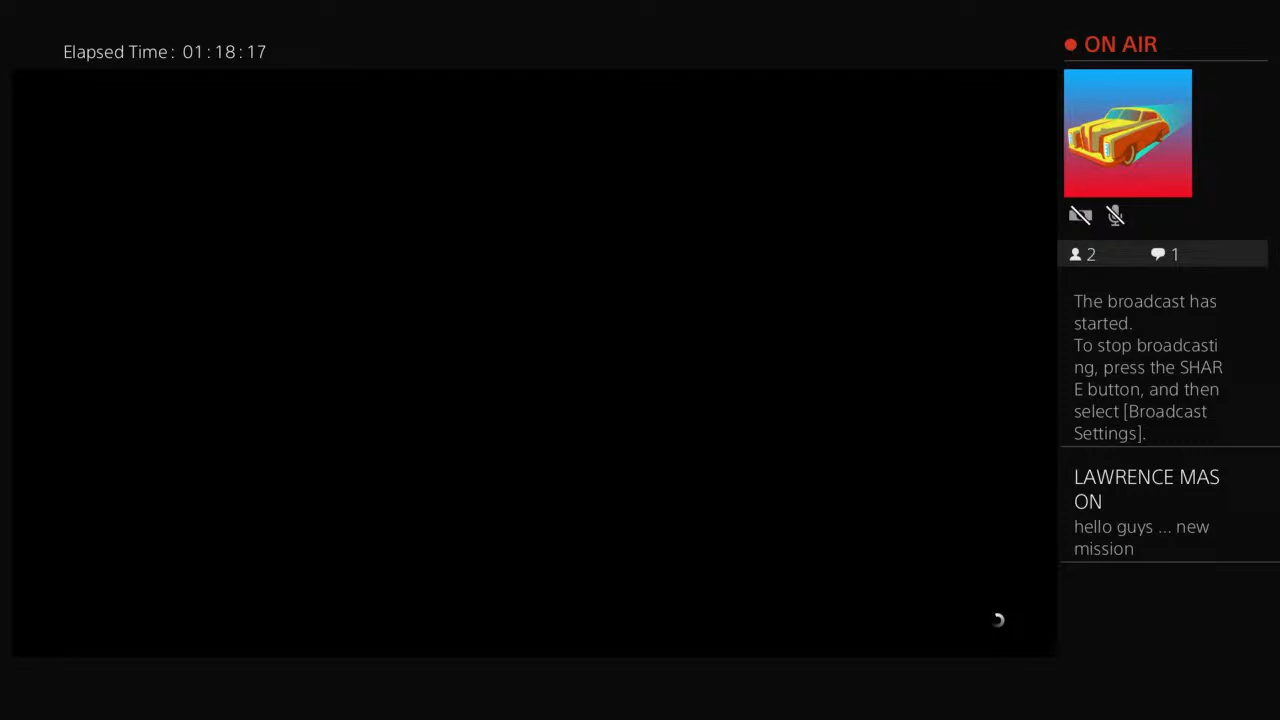 Elapsed Time: 01:18:17
ON AIR
2 1
The broadcast has
started.
To stop broadcasti
ng, press the SHAR
E button, and then
select [Broadcast
Settings].
LAWRENCE MAS
ON
hello guys ... new
mission